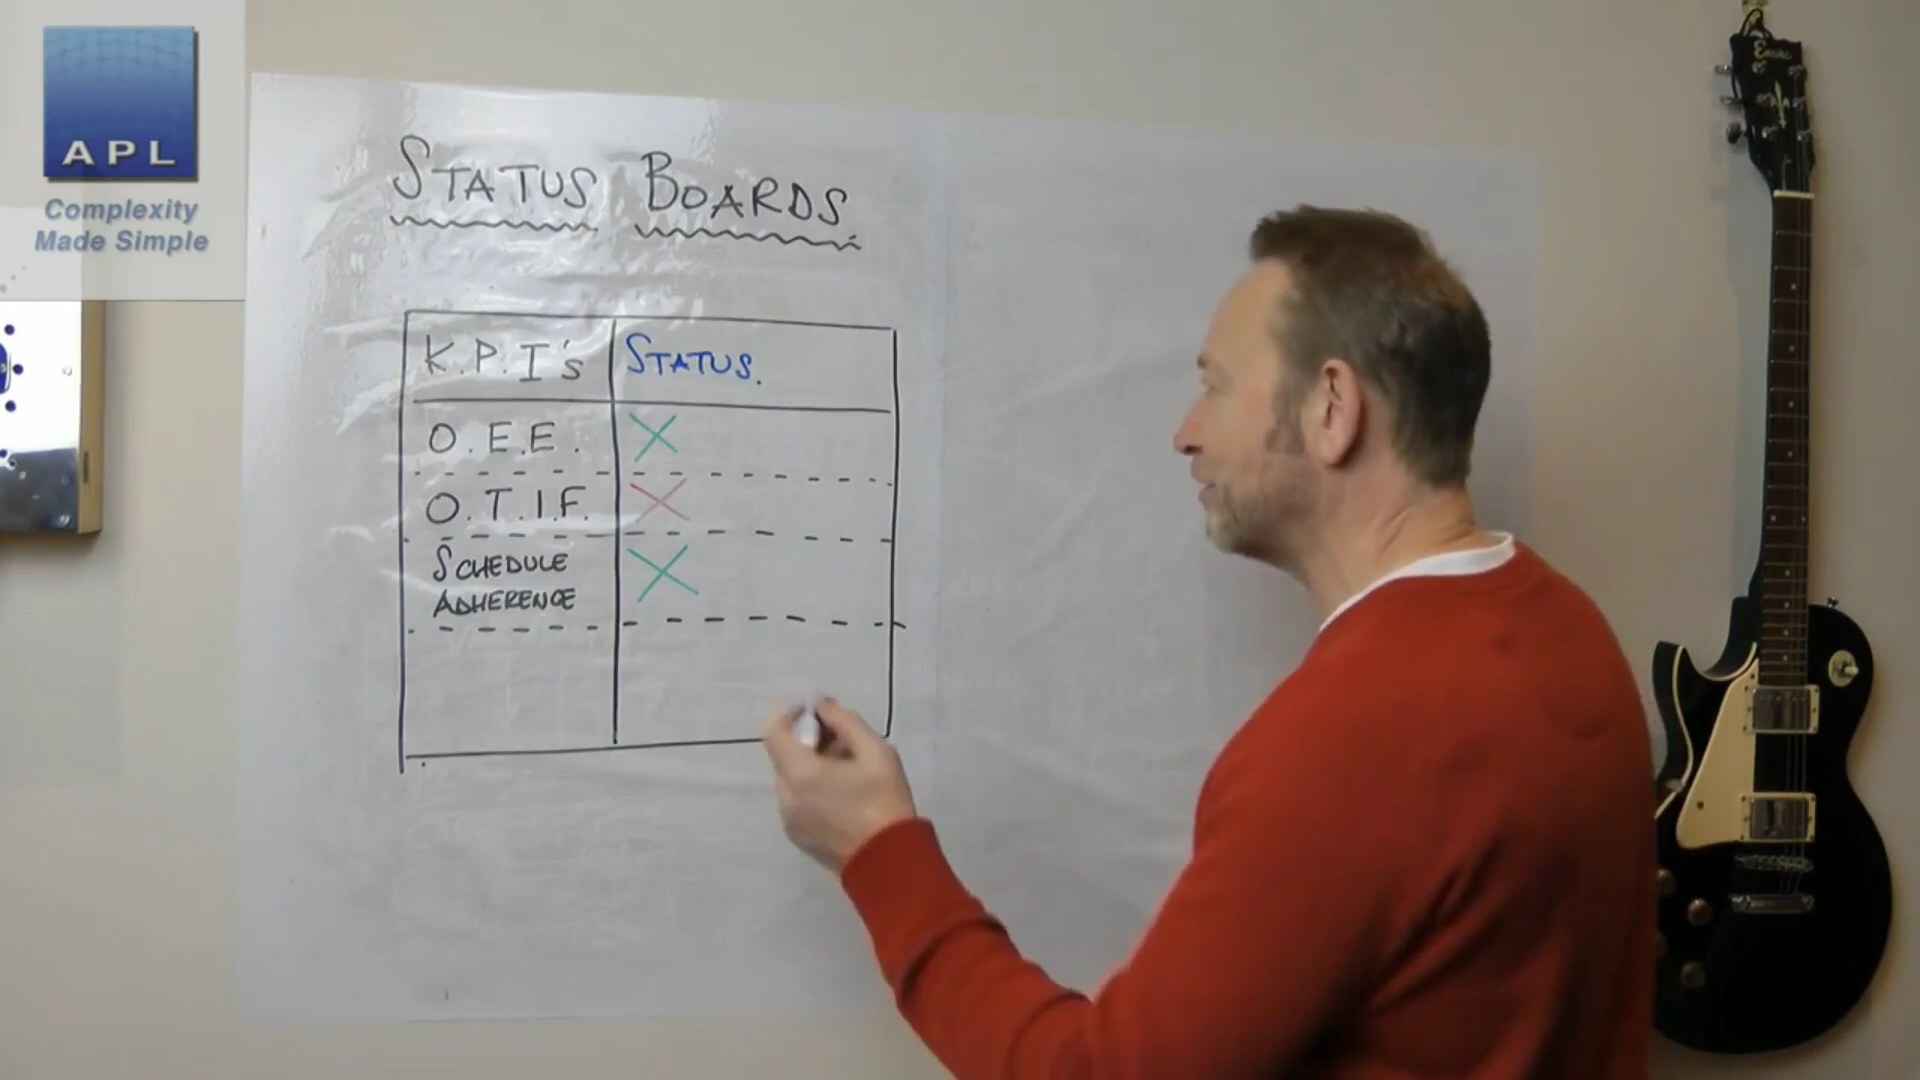 APL
Complexity
Made Simple
STATUS BOARDS
K.P.I's STATUS.
O.E.E.
O.T.I.F.
SCHEDULE
ADHERENCE